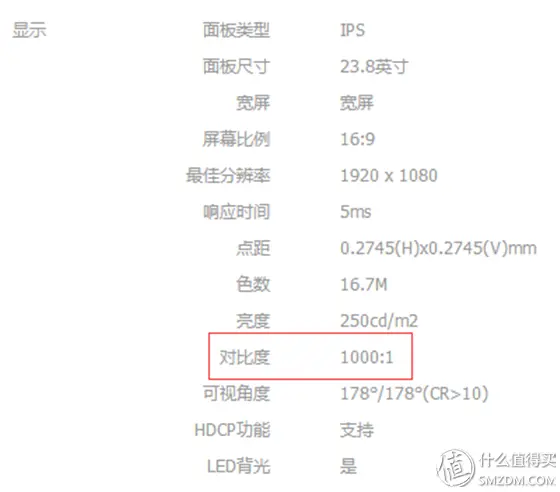 显示 面板类型 IPS
面板尺寸 23.8英寸
宽屏 宽屏
屏幕比例 16:9
最佳分辨率 1920 x 1080
响应时间 5ms
点距 0.2745(H)x0.2745(V)mm
色数 16.7M
亮度 250cd/m2
对比度 1000:1
可视角度 178°/178°(CR>10)
HDCP功能 支持
LED背光 是
值 什么值得买
SMZDM.COM